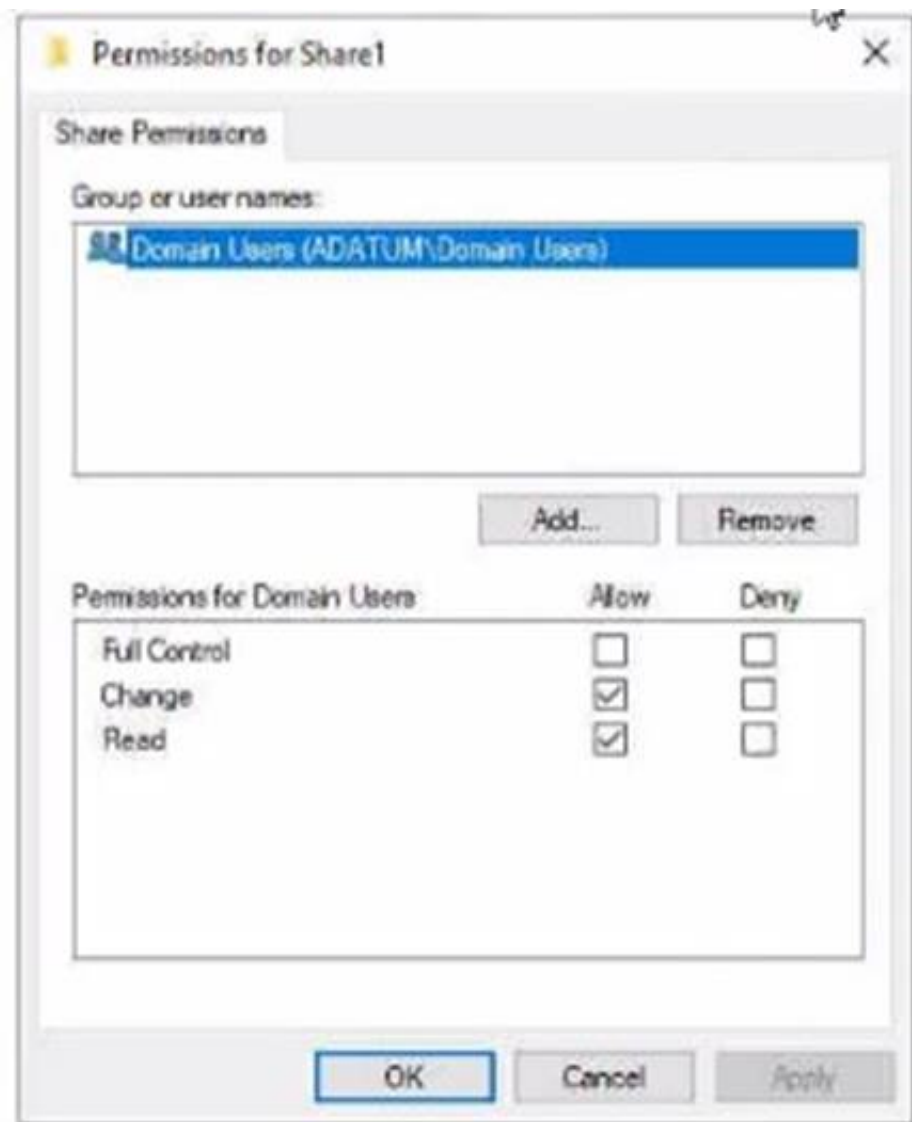 Permissions for Share1
Share Permissions
Group or user names:
Domain Users (ADATUM\Domain Users)
Add... Remove
Permissions for Domain Users Allow Deny
Full Control
Change
Read
OK Cancel Apply